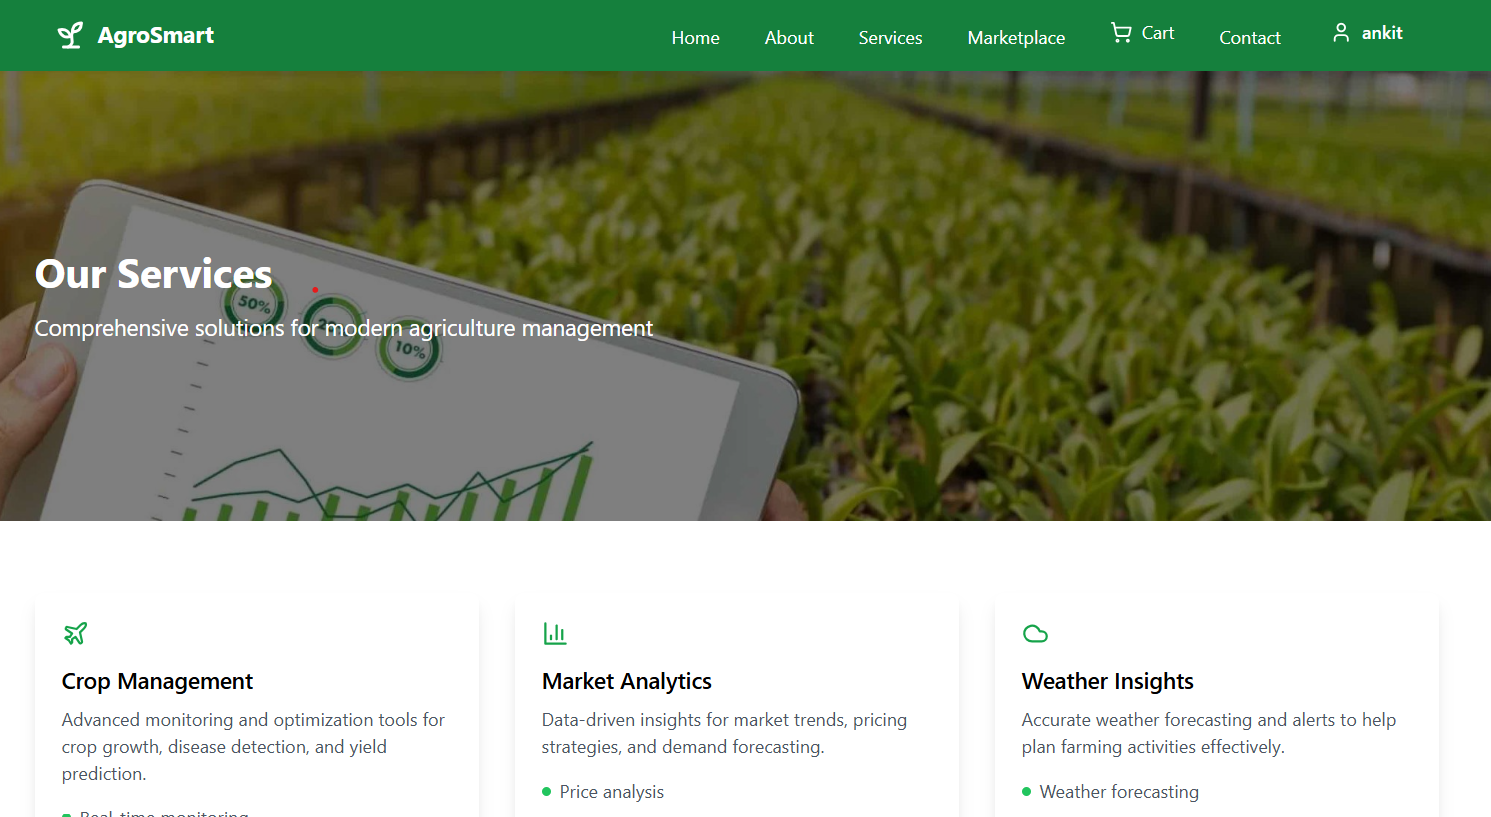 AgroSmart
Home About Services Marketplace Cart Contact ankit
Our Services
50%
Comprehensive solutions for modern agriculture management
10%
Crop Management
Advanced monitoring and optimization tools for
crop growth, disease detection, and yield
prediction.
Real-time monitoring
Market Analytics
Data-driven insights for market trends, pricing
strategies, and demand forecasting.
Price analysis
Weather Insights
Accurate weather forecasting and alerts to help
plan farming activities effectively.
Weather forecasting